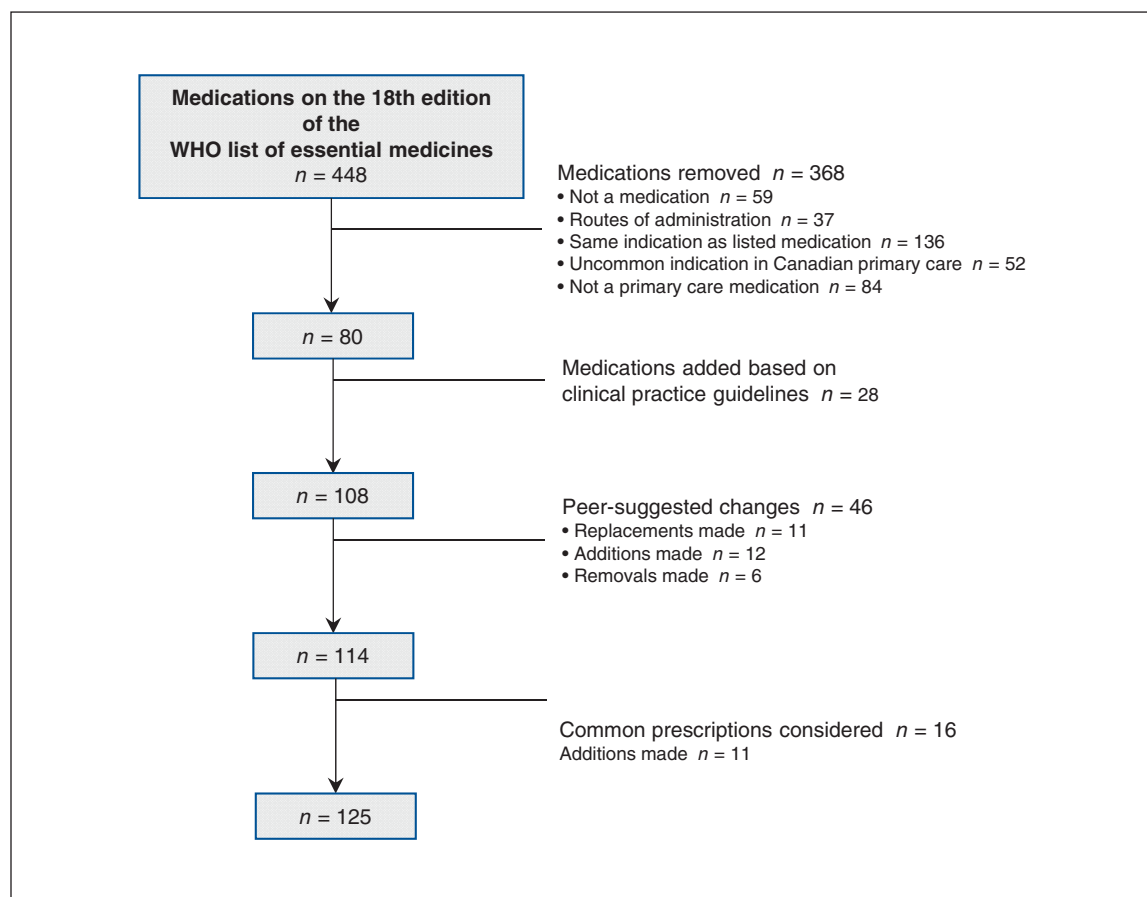 Medications on the 18th edition
of the
WHO list of essential medicines
n = 448
Medications removed n = 368
• Not a medication n = 59
• Routes of administration n = 37
• Same indication as listed medication n = 136
• Uncommon indication in Canadian primary care n = 52
• Not a primary care medication n = 84
n = 80
Medications added based on
clinical practice guidelines n = 28
n = 108
Peer-suggested changes n = 46
• Replacements made n = 11
• Additions made n = 12
• Removals made n = 6
n = 114
Common prescriptions considered n = 16
Additions made n = 11
n = 125